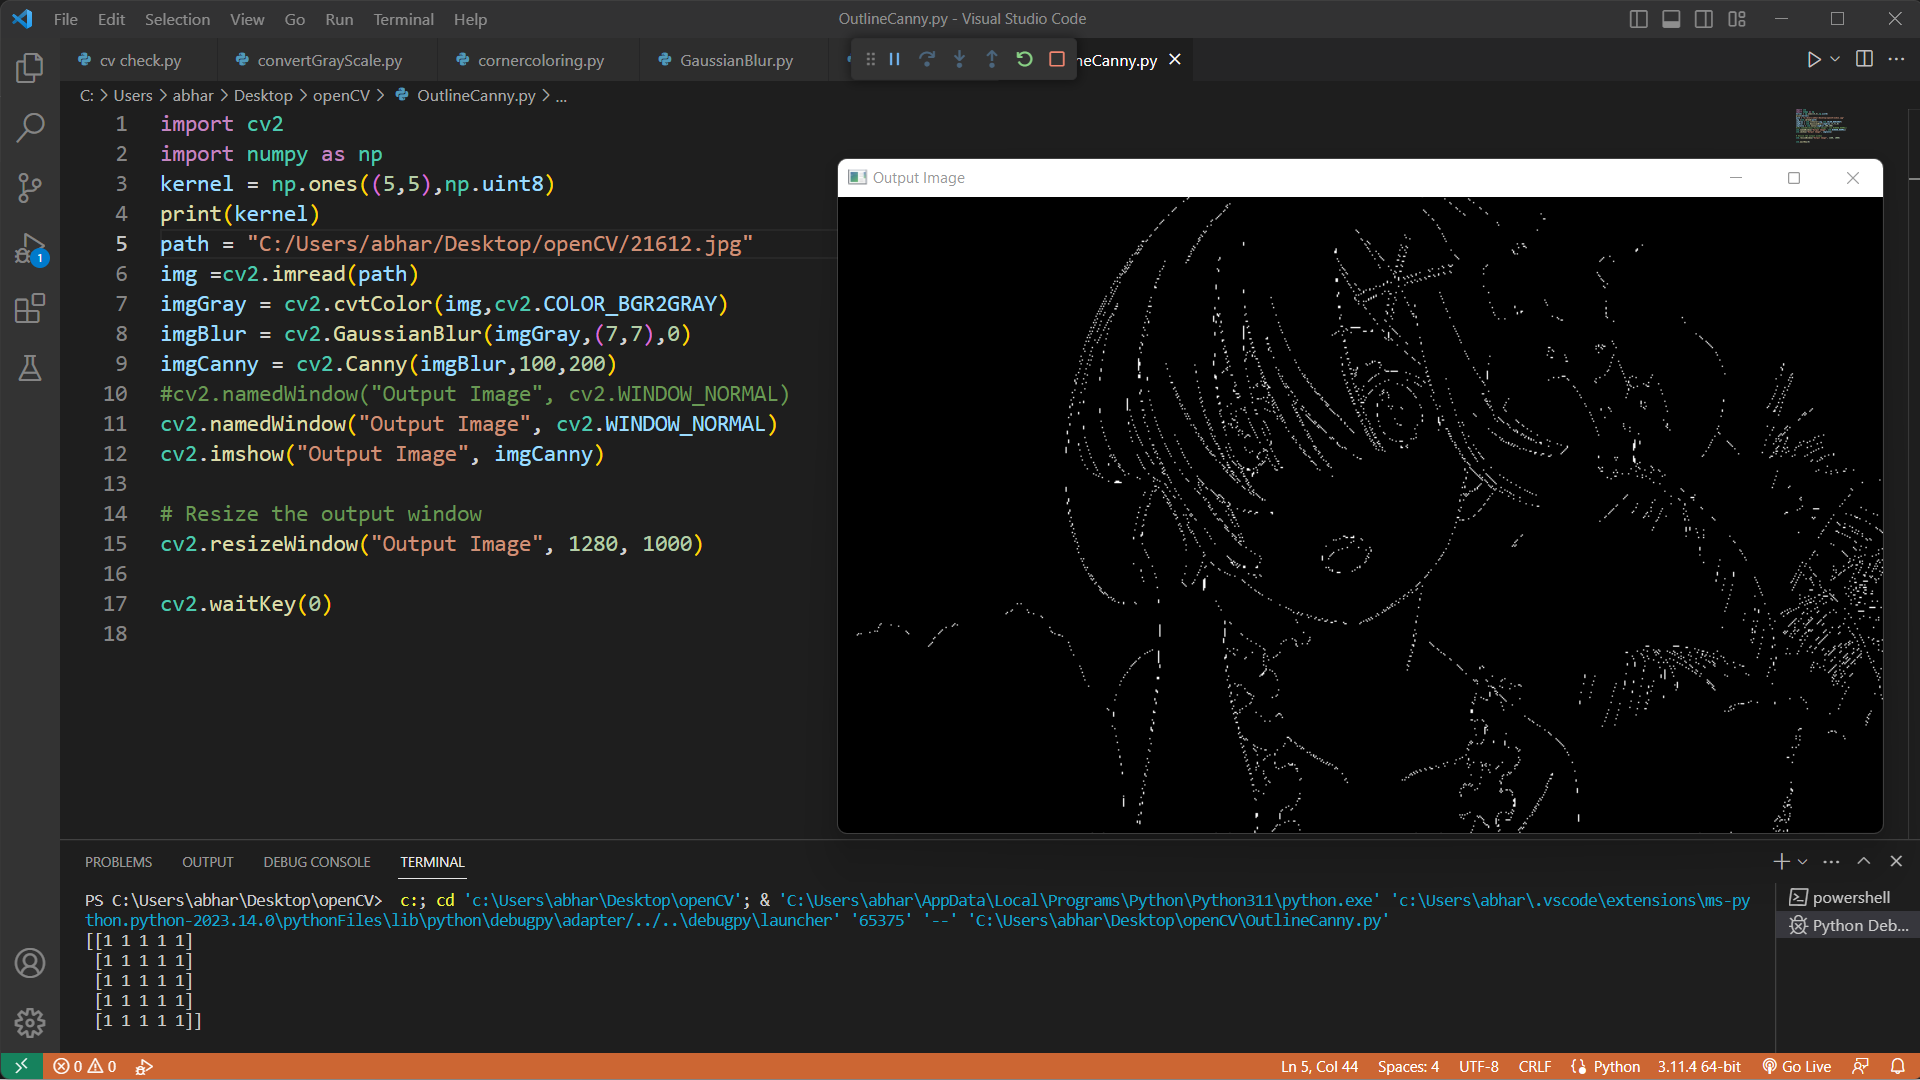 File Edit Selection View Go Run Terminal Help OutlineCanny.py - Visual Studio Code
cv check.py convertGrayScale.py cornercoloring.py GaussianBlur.py neCanny.py
C: > Users > abhar > Desktop > openCV > OutlineCanny.py > ...
1 import cv2
2 import numpy as np
3 kernel = np.ones((5,5),np.uint8)
4 print(kernel)
5 path = "C:/Users/abhar/Desktop/openCV/21612.jpg"
6 img =cv2.imread(path)
7 imgGray = cv2.cvtColor(img,cv2.COLOR_BGR2GRAY)
8 imgBlur = cv2.GaussianBlur(imgGray,(7,7),0)
9 imgCanny = cv2.Canny(imgBlur,100,200)
10 #cv2.namedWindow("Output Image", cv2.WINDOW_NORMAL)
11 cv2.namedWindow("Output Image", cv2.WINDOW_NORMAL)
12 cv2.imshow("Output Image", imgCanny)
13
14 # Resize the output window
15 cv2.resizeWindow("Output Image", 1280, 1000)
16
17 cv2.waitKey(0)
18
Output Image
1
PROBLEMS OUTPUT DEBUG CONSOLE TERMINAL
PS C:\Users\abhar\Desktop\openCV> c:; cd 'c:\Users\abhar\Desktop\openCV'; & 'C:\Users\abhar\AppData\Local\Programs\Python\Python311\python.exe' 'c:\Users\abhar\.vscode\extensions\ms-py
thon.python-2023.14.0\pythonFiles\lib\python\debugpy\adapter/../..\debugpy\launcher' '65375' '--' 'C:\Users\abhar\Desktop\openCV\OutlineCanny.py'
[[1 1 1 1 1]
[1 1 1 1 1]
[1 1 1 1 1]
[1 1 1 1 1]
[1 1 1 1 1]]
powershell
Python Deb...
0 0 Ln 5, Col 44 Spaces: 4 UTF-8 CRLF Python 3.11.4 64-bit Go Live